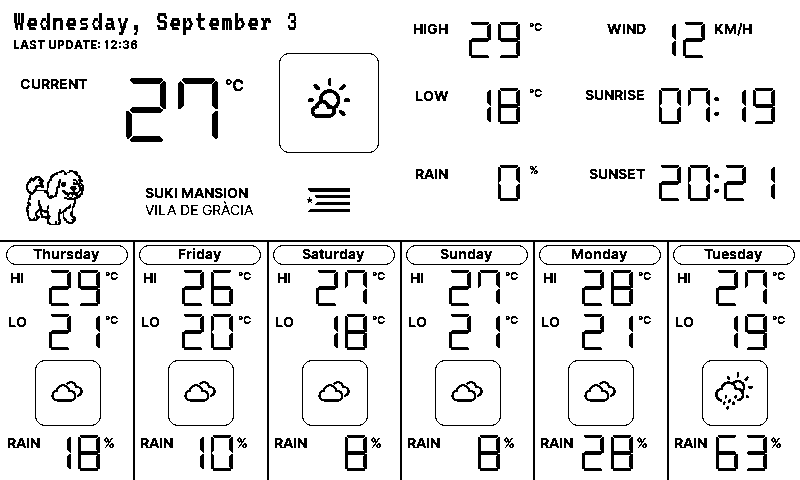 Wednesday, September 3
LAST UPDATE: 12:36
CURRENT 27 °C
HIGH 29 °C
LOW 18 °C
RAIN 0 %
WIND 12 KM/H
SUNRISE 07:19
SUNSET 20:21
SUKI MANSION
VILA DE GRÀCIA
Thursday
HI 29 °C
LO 21 °C
RAIN 18 %
Friday
HI 26 °C
LO 20 °C
RAIN 10 %
Saturday
HI 27 °C
LO 18 °C
RAIN 8 %
Sunday
HI 27 °C
LO 21 °C
RAIN 8 %
Monday
HI 28 °C
LO 21 °C
RAIN 28 %
Tuesday
HI 27 °C
LO 19 °C
RAIN 63 %